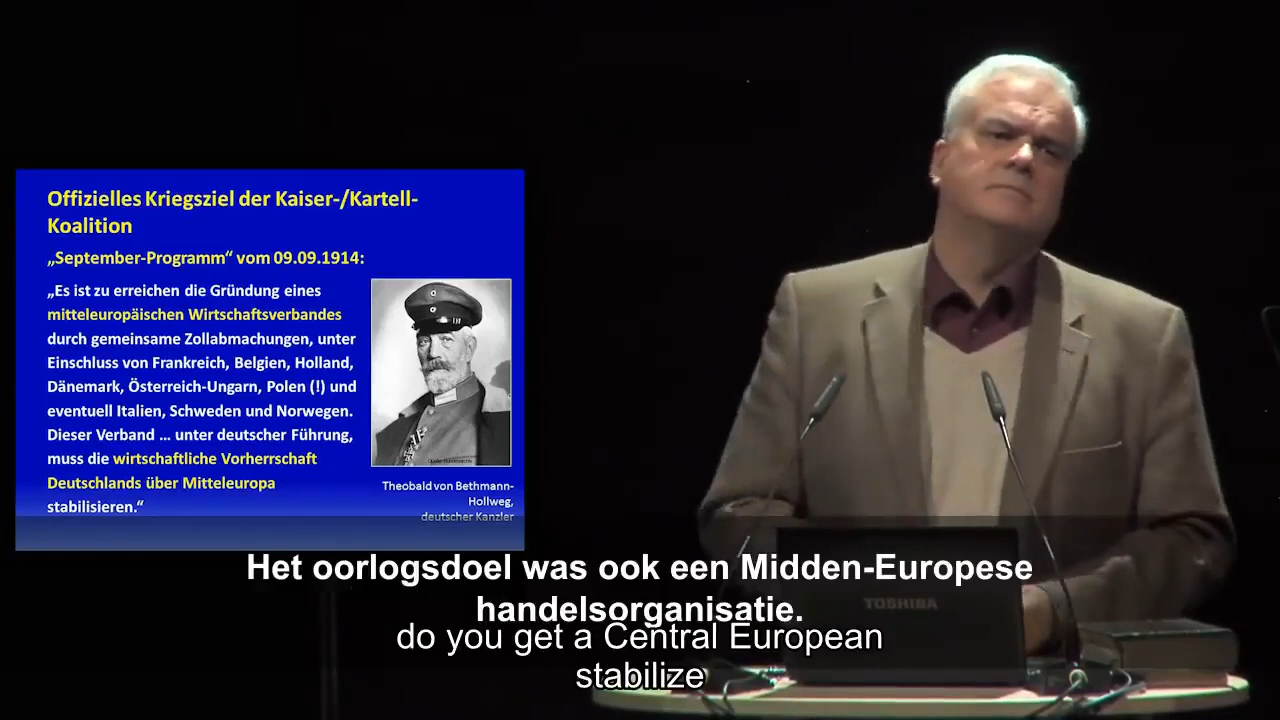 Offizielles Kriegsziel der Kaiser-/Kartell-
Koalition
„September-Programm“ vom 09.09.1914:
„Es ist zu erreichen die Gründung eines
mitteleuropäischen Wirtschaftsverbandes
durch gemeinsame Zollabmachungen, unter
Einschluss von Frankreich, Belgien, Holland,
Dänemark, Österreich-Ungarn, Polen (!) und
eventuell Italien, Schweden und Norwegen.
Dieser Verband ... unter deutscher Führung,
muss die wirtschaftliche Vorherrschaft
Deutschlands über Mitteleuropa
stabilisieren.“
Theobald von Bethmann-
Hollweg,
deutscher Kanzler
Het oorlogsdoel was ook een Midden-Europese
handelsorganisatie.
do you get a Central European
stabilize
TOSHIBA